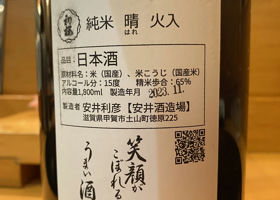 初桜
純米 晴 火入
はれ
品目：日本酒
原材料名：米（国産）、米こうじ（国産米）
アルコール分：15度 精米歩合：65%
内容量1,800ml 製造年月 2023.11.
製造者 安井利彦【安井酒造場】
滋賀県甲賀市土山町徳原225
笑顔が
こぼれる
うまい酒